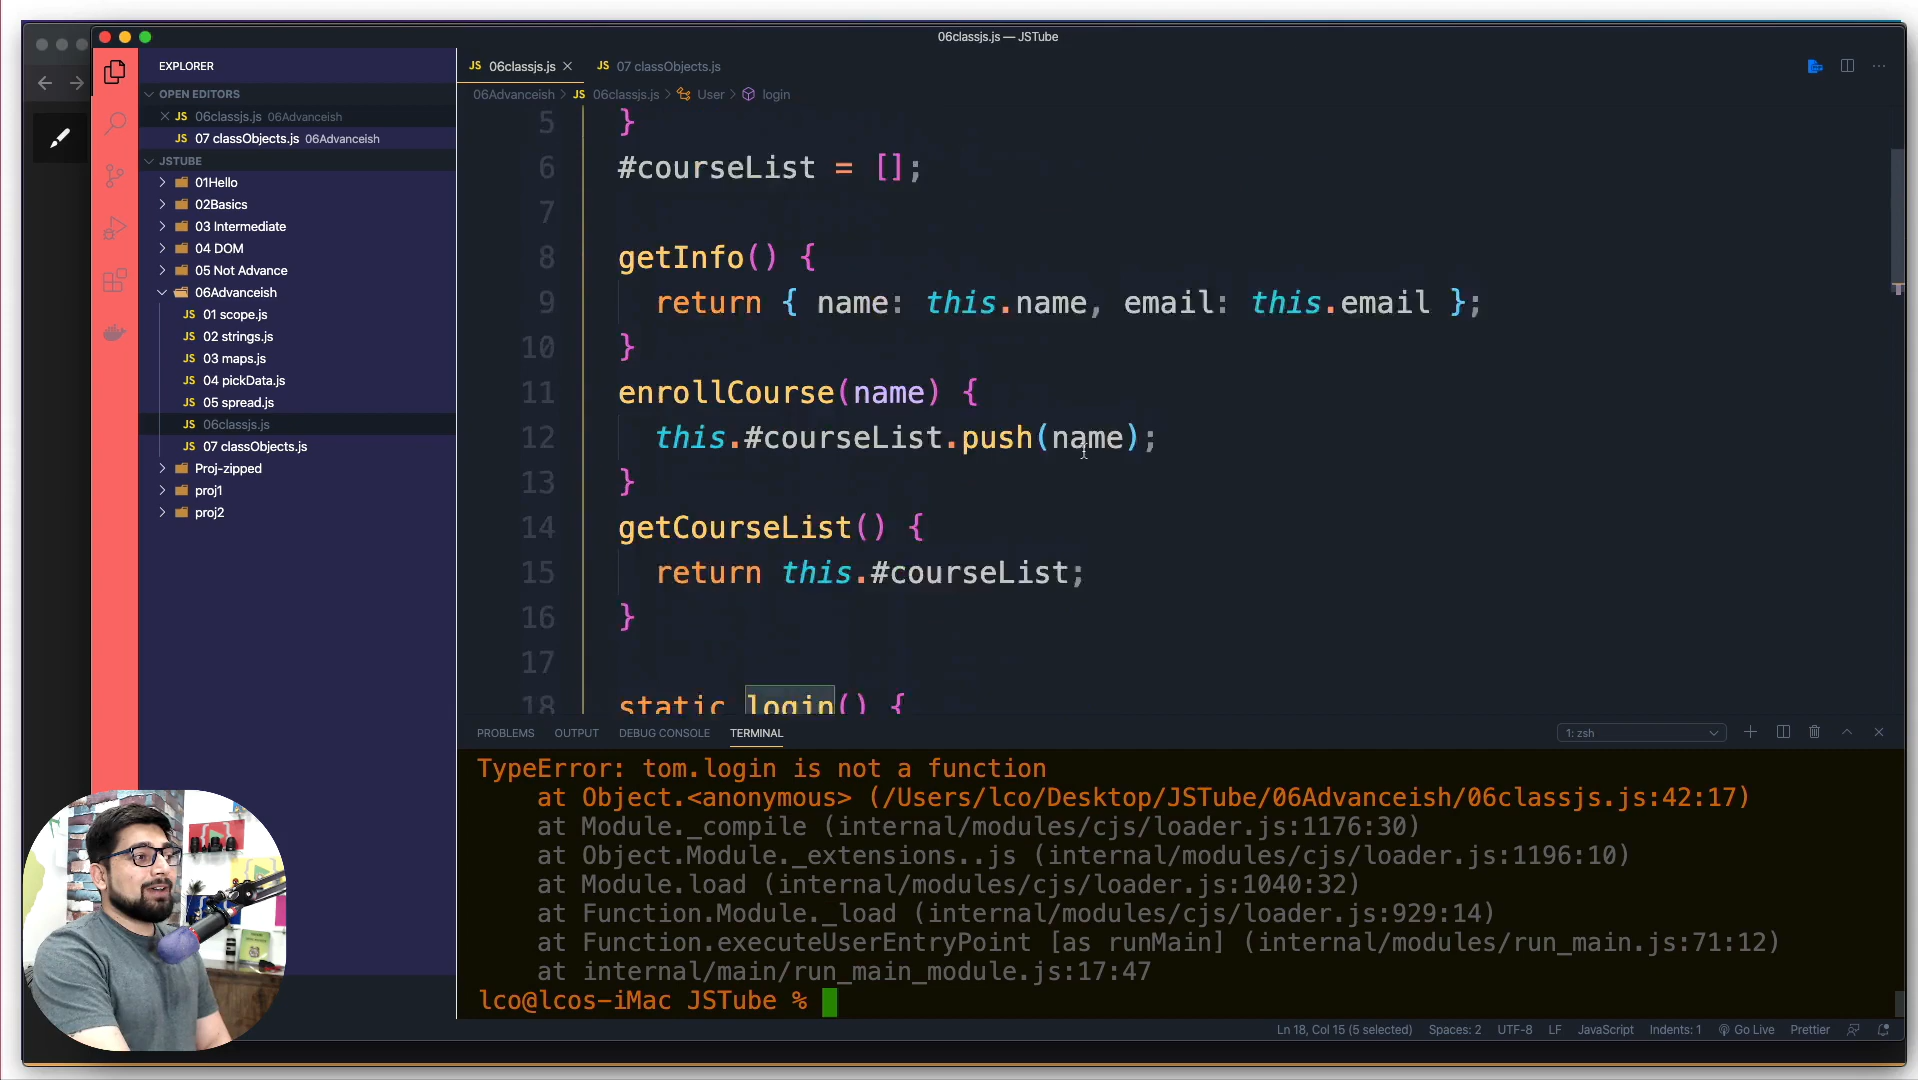 06classjs.js — JSTube
EXPLORER
OPEN EDITORS
JS 06classjs.js 06Advanceish
JS 07 classObjects.js 06Advanceish
JSTUBE
01Hello
02Basics
03 Intermediate
04 DOM
05 Not Advance
06Advanceish
JS 01 scope.js
JS 02 strings.js
JS 03 maps.js
JS 04 pickData.js
JS 05 spread.js
JS 06classjs.js
JS 07 classObjects.js
Proj-zipped
proj1
proj2
JS 06classjs.js
JS 07 classObjects.js
06Advanceish > JS 06classjs.js > User > login
5 }
6 #courseList = [];
7
8 getInfo() {
9 return { name: this.name, email: this.email };
10 }
11 enrollCourse(name) {
12 this.#courseList.push(name);
13 }
14 getCourseList() {
15 return this.#courseList;
16 }
17
18 static login() {
PROBLEMS OUTPUT DEBUG CONSOLE TERMINAL
1: zsh
TypeError: tom.login is not a function
at Object.<anonymous> (/Users/lco/Desktop/JSTube/06Advanceish/06classjs.js:42:17)
at Module._compile (internal/modules/cjs/loader.js:1176:30)
at Object.Module._extensions..js (internal/modules/cjs/loader.js:1196:10)
at Module.load (internal/modules/cjs/loader.js:1040:32)
at Function.Module._load (internal/modules/cjs/loader.js:929:14)
at Function.executeUserEntryPoint [as runMain] (internal/modules/run_main.js:71:12)
at internal/main/run_main_module.js:17:47
lco@lcos-iMac JSTube %
Ln 18, Col 15 (5 selected) Spaces: 2 UTF-8 LF JavaScript Indents: 1 Go Live Prettier